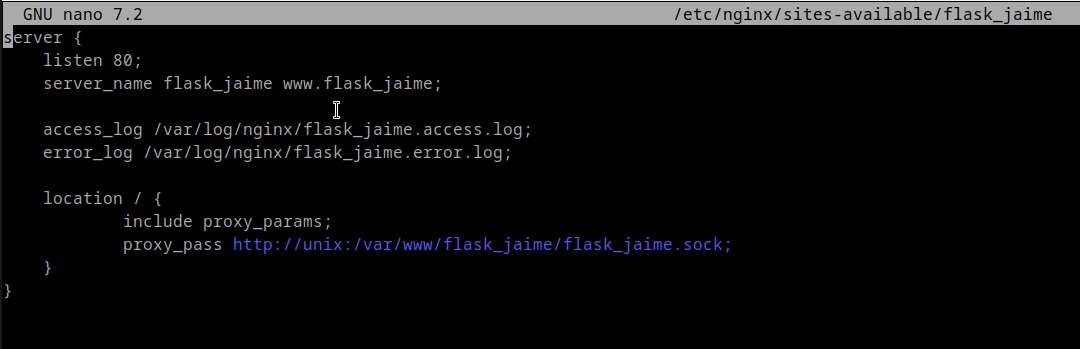 GNU nano 7.2 /etc/nginx/sites-available/flask_jaime
server {
    listen 80;
    server_name flask_jaime www.flask_jaime;

    access_log /var/log/nginx/flask_jaime.access.log;
    error_log /var/log/nginx/flask_jaime.error.log;

    location / {
            include proxy_params;
            proxy_pass http://unix:/var/www/flask_jaime/flask_jaime.sock;
    }
}